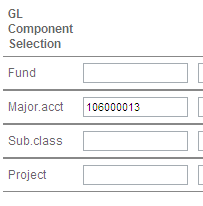 GL
Component
Selection
Fund
Major.acct 106000013
Sub.class
Project